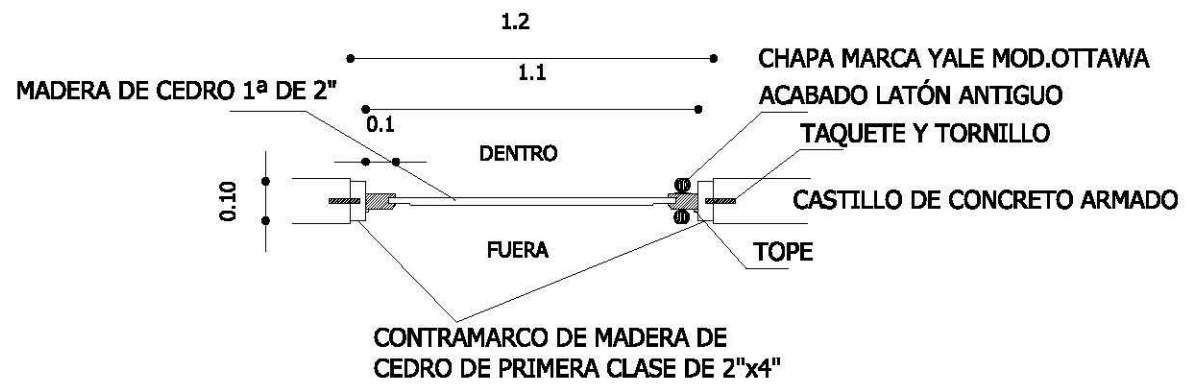 1.2
CHAPA MARCA YALE MOD.OTTAWA
1.1
MADERA DE CEDRO 1ª DE 2"
ACABADO LATÓN ANTIGUO
0.1
TAQUETE Y TORNILLO
DENTRO
0.10
CASTILLO DE CONCRETO ARMADO
FUERA
TOPE
CONTRAMARCO DE MADERA DE
CEDRO DE PRIMERA CLASE DE 2"x4"